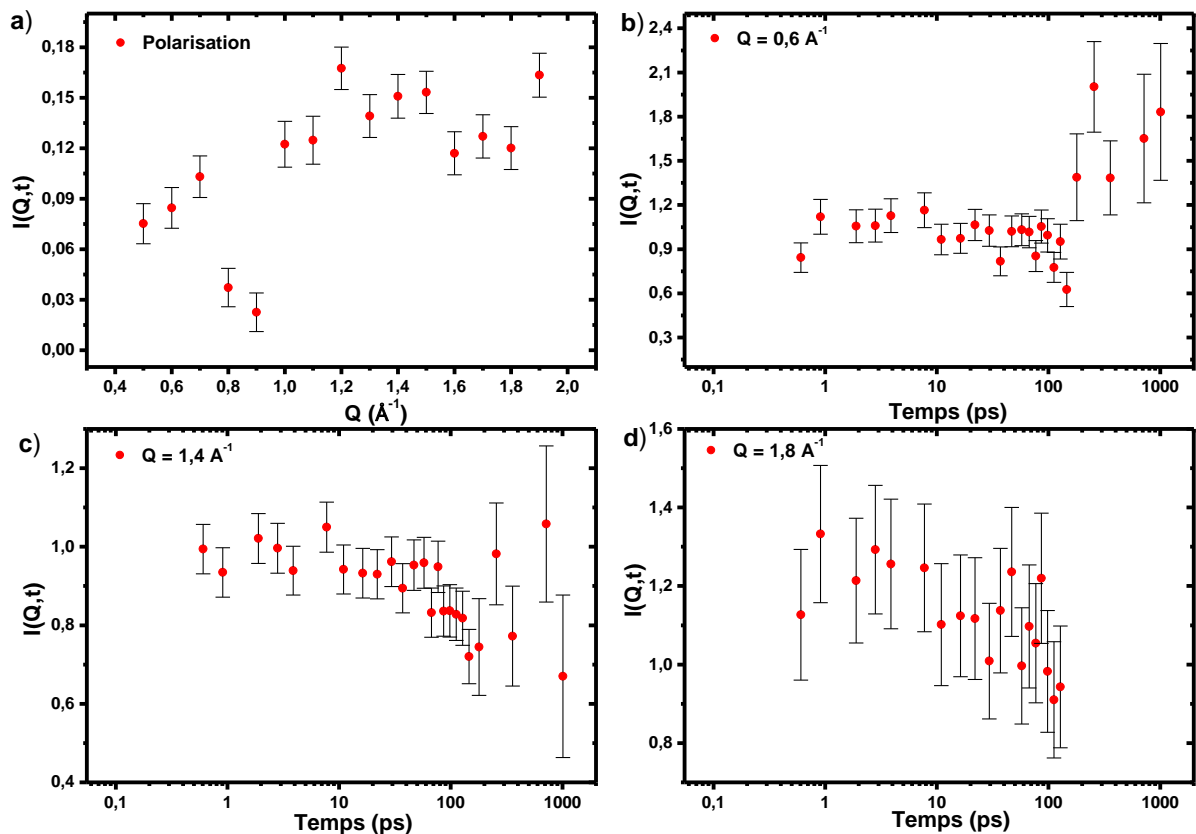 a)
Polarisation
I(Q,t)
0,18
0,15
0,12
0,09
0,06
0,03
0,00
0,4 0,6 0,8 1,0 1,2 1,4 1,6 1,8 2,0
Q (Å⁻¹)
b)
Q = 0,6 A⁻¹
I(Q,t)
2,4
2,1
1,8
1,5
1,2
0,9
0,6
0,3
0,1 1 10 100 1000
Temps (ps)
c)
Q = 1,4 A⁻¹
I(Q,t)
1,2
1,0
0,8
0,6
0,4
0,1 1 10 100 1000
Temps (ps)
d)
Q = 1,8 A⁻¹
I(Q,t)
1,6
1,4
1,2
1,0
0,8
0,1 1 10 100 1000
Temps (ps)